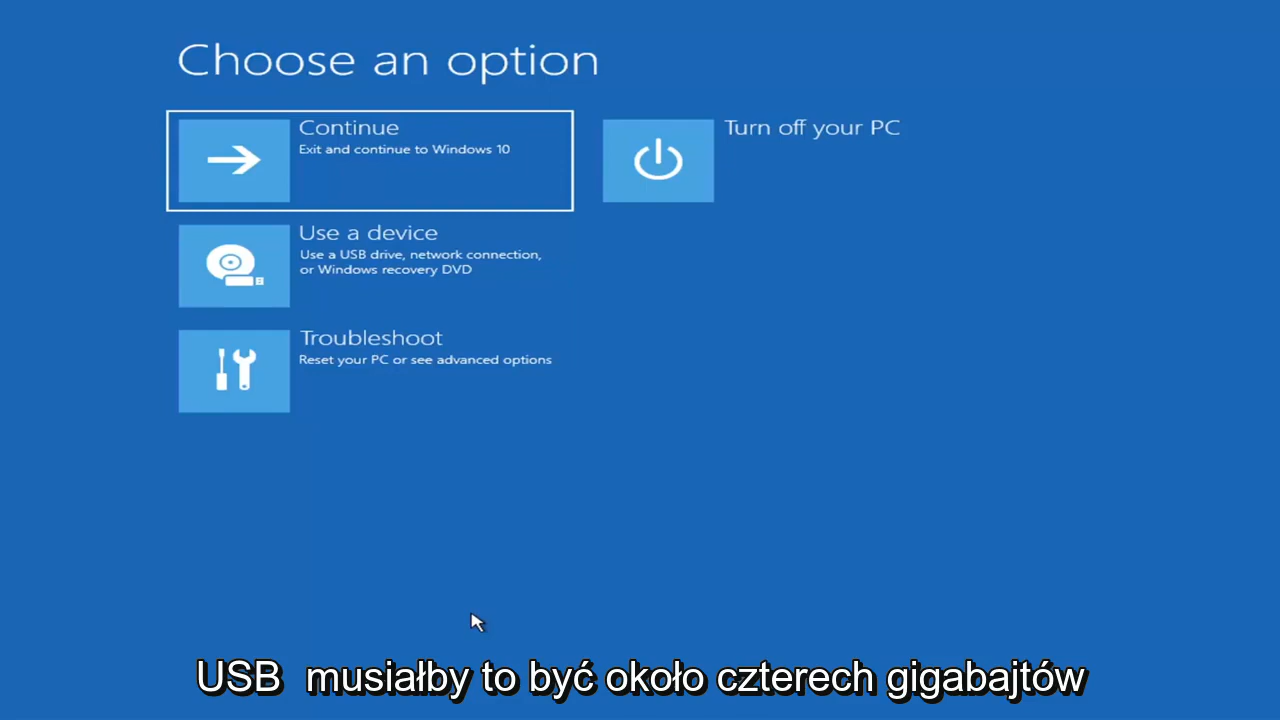 Choose an option
Continue
Exit and continue to Windows 10
Turn off your PC
Use a device
Use a USB drive, network connection,
or Windows recovery DVD
Troubleshoot
Reset your PC or see advanced options
USB musiałby to być około czterech gigabajtów